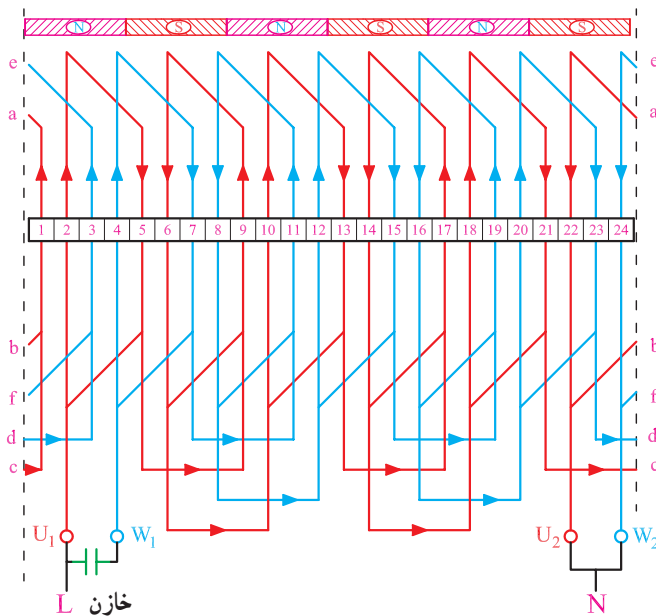 N S N S N S
e e
a a
1 2 3 4 5 6 7 8 9 10 11 12 13 14 15 16 17 18 19 20 21 22 23 24
b b
f f
d d
c c
U1 W1 U2 W2
L خازن N